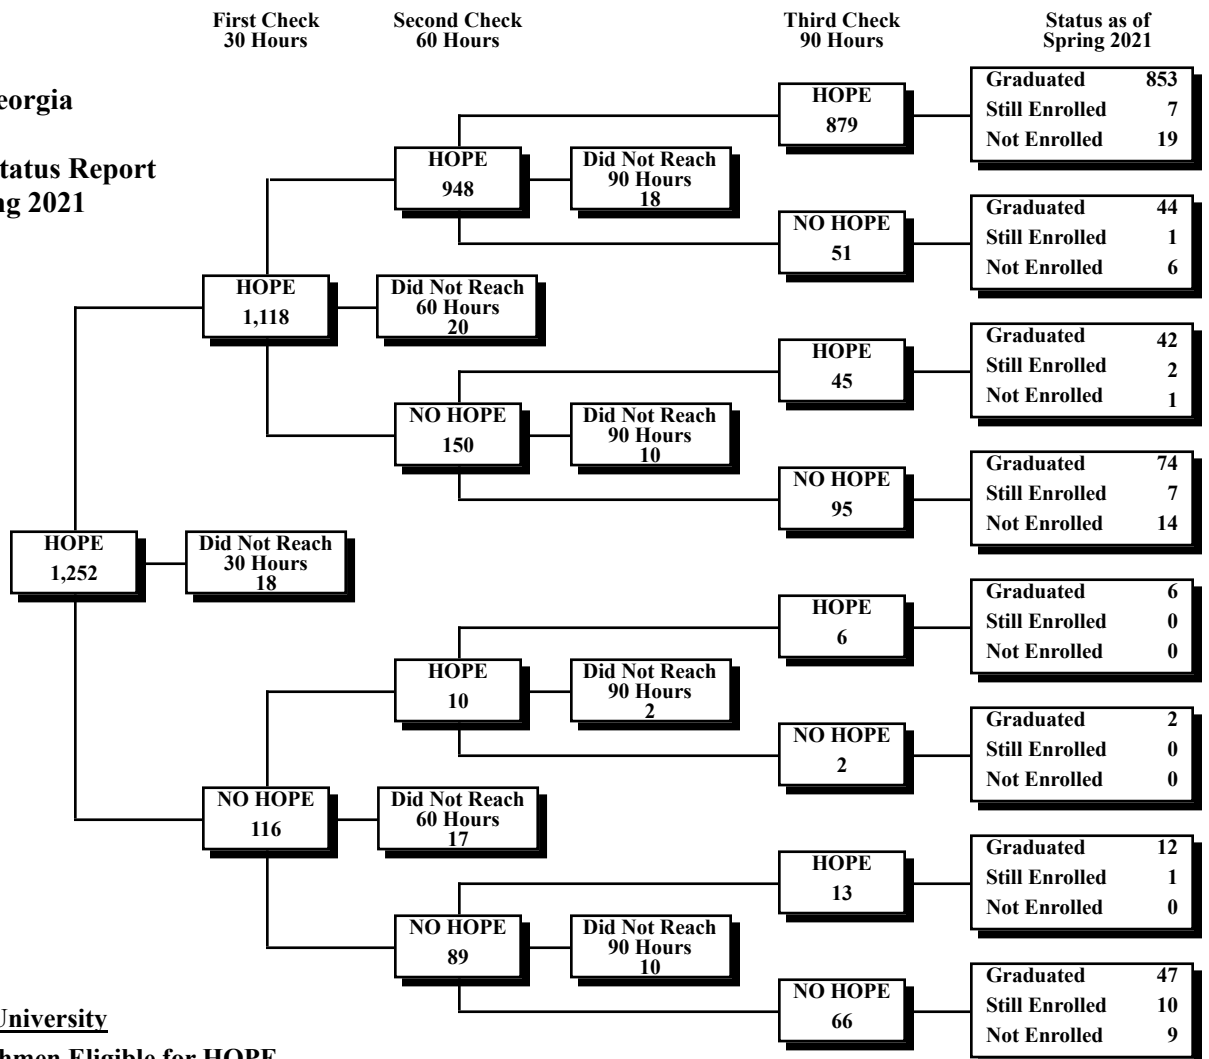 First Check
30 Hours
Second Check
60 Hours
Third Check
90 Hours
Status as of
Spring 2021
eorgia
tatus Report
ng 2021
HOPE
1,252
Did Not Reach
30 Hours
18
HOPE
1,118
Did Not Reach
60 Hours
20
HOPE
948
Did Not Reach
90 Hours
18
HOPE
879
Graduated 853
Still Enrolled 7
Not Enrolled 19
NO HOPE
51
Graduated 44
Still Enrolled 1
Not Enrolled 6
NO HOPE
150
Did Not Reach
90 Hours
10
HOPE
45
Graduated 42
Still Enrolled 2
Not Enrolled 1
NO HOPE
95
Graduated 74
Still Enrolled 7
Not Enrolled 14
NO HOPE
116
Did Not Reach
60 Hours
17
HOPE
10
Did Not Reach
90 Hours
2
HOPE
6
Graduated 6
Still Enrolled 0
Not Enrolled 0
NO HOPE
2
Graduated 2
Still Enrolled 0
Not Enrolled 0
NO HOPE
89
Did Not Reach
90 Hours
10
HOPE
13
Graduated 12
Still Enrolled 1
Not Enrolled 0
NO HOPE
66
Graduated 47
Still Enrolled 10
Not Enrolled 9
University
hmen Eligible for HOPE